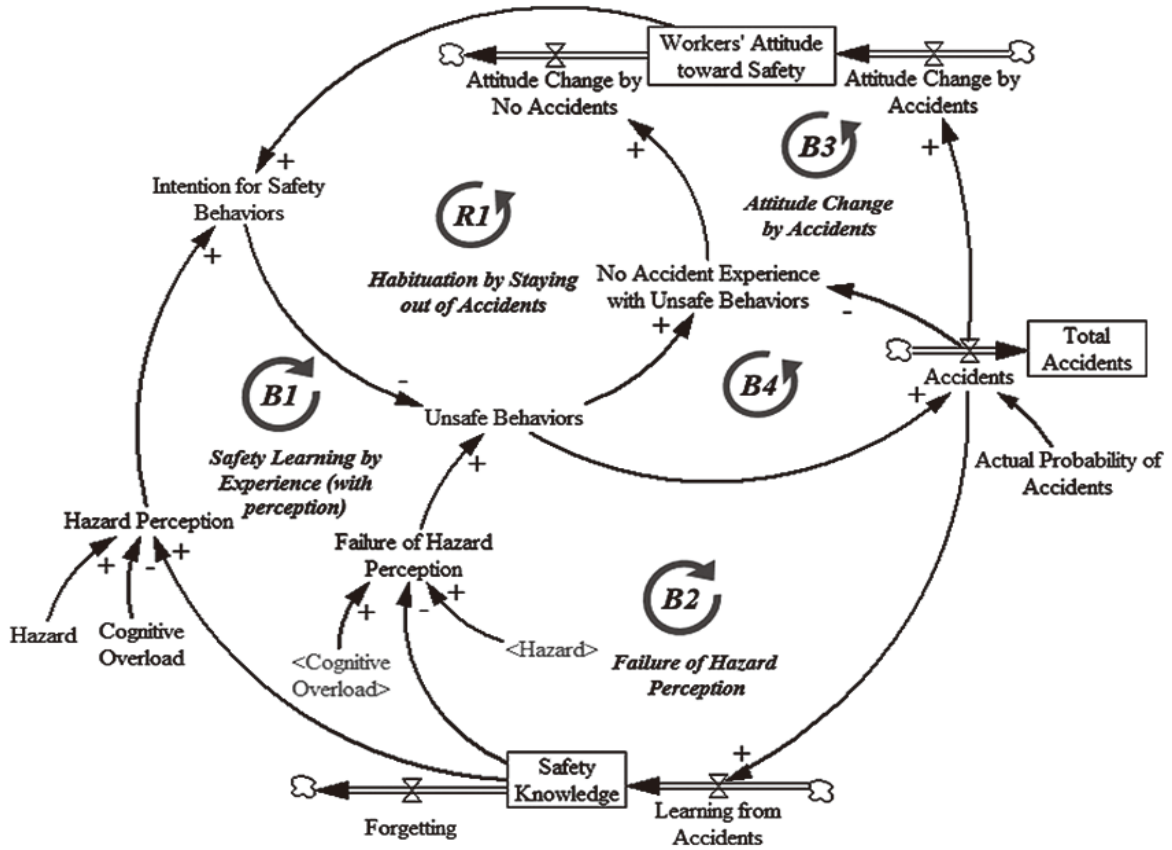 Workers' Attitude
toward Safety
Attitude Change by
No Accidents
Attitude Change by
Accidents
+
+
+
B3
Intention for Safety
Behaviors
R1
Attitude Change
by Accidents
+
Habituation by Staying
out of Accidents
No Accident Experience
with Unsafe Behaviors
+
-
Total
Accidents
B1
-
B4
Accidents
+
Unsafe Behaviors
Safety Learning by
Experience (with
perception)
+
Actual Probability of
Accidents
Hazard Perception
+
-
+
Failure of Hazard
Perception
+
-
+
B2
Hazard
Cognitive
Overload
<Cognitive
Overload>
<Hazard>
Failure of Hazard
Perception
+
Safety
Knowledge
Forgetting
Learning from
Accidents